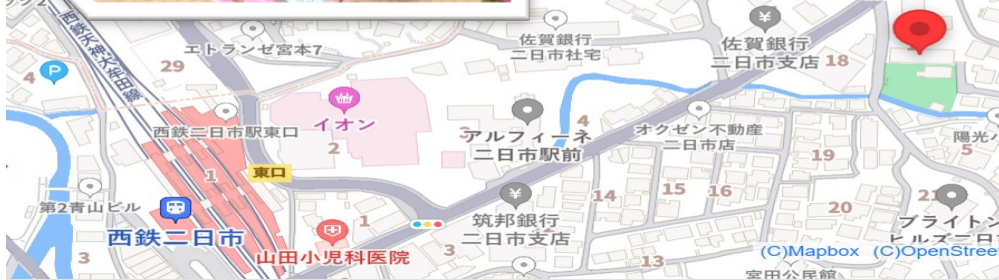 西鉄天神大牟田線
エトランゼ宮本7
佐賀銀行
二日市社宅
佐賀銀行
二日市支店
18
29
4
P
西鉄二日市駅東口
イオン
2
3
アルフィーネ
二日市駅前
4
オクゼン不動産
二日市店
陽光
5
19
1
東口
第2青山ビル
西鉄二日市
1
山田小児科医院
3
3
筑邦銀行
二日市支店
14
15
16
20
21
ブライトン
ヒルズ二日
13
宮田公民館
(C)Mapbox (C)OpenStree